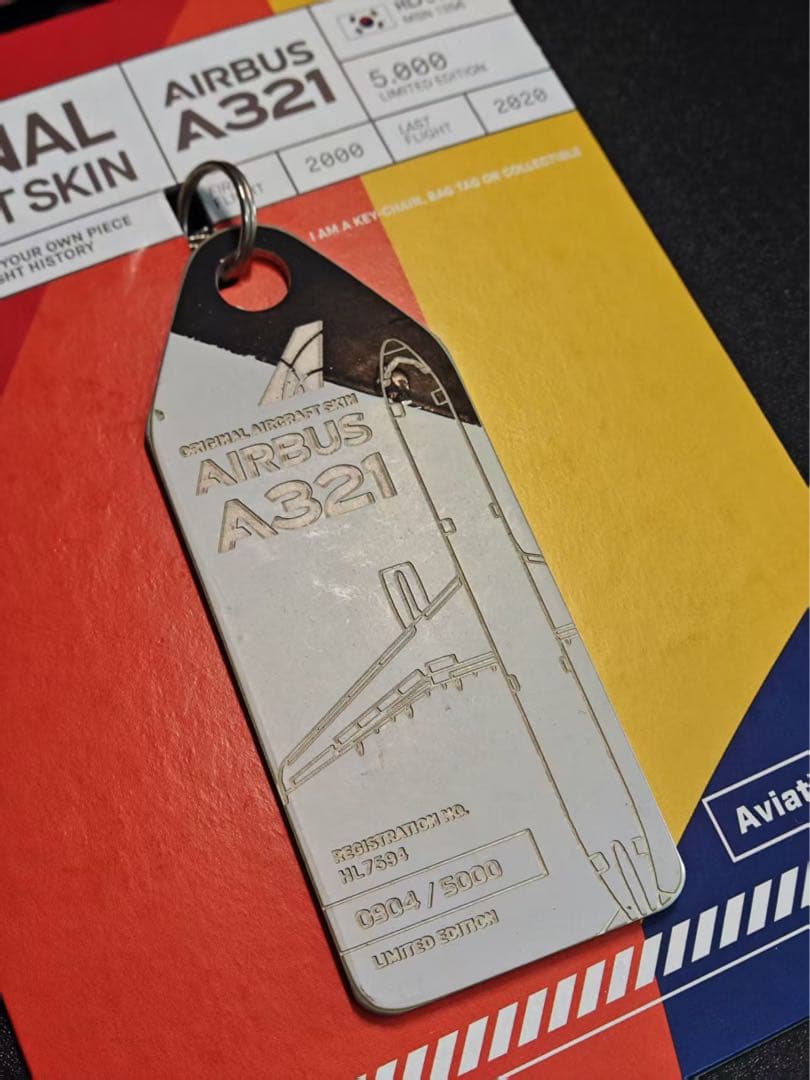 NAL
T SKIN
YOUR OWN PIECE
GHT HISTORY
AIRBUS
A321
5,000
LIMITED EDITION
2000
LAST
FLIGHT
2020
I AM A KEY-CHAIN, BAG TAG OR COLLECTIBLE
ORIGINAL AIRCRAFT SKIN
AIRBUS
A321
REGISTRATION NO.
HL7594
0904 / 5000
LIMITED EDITION
Aviat